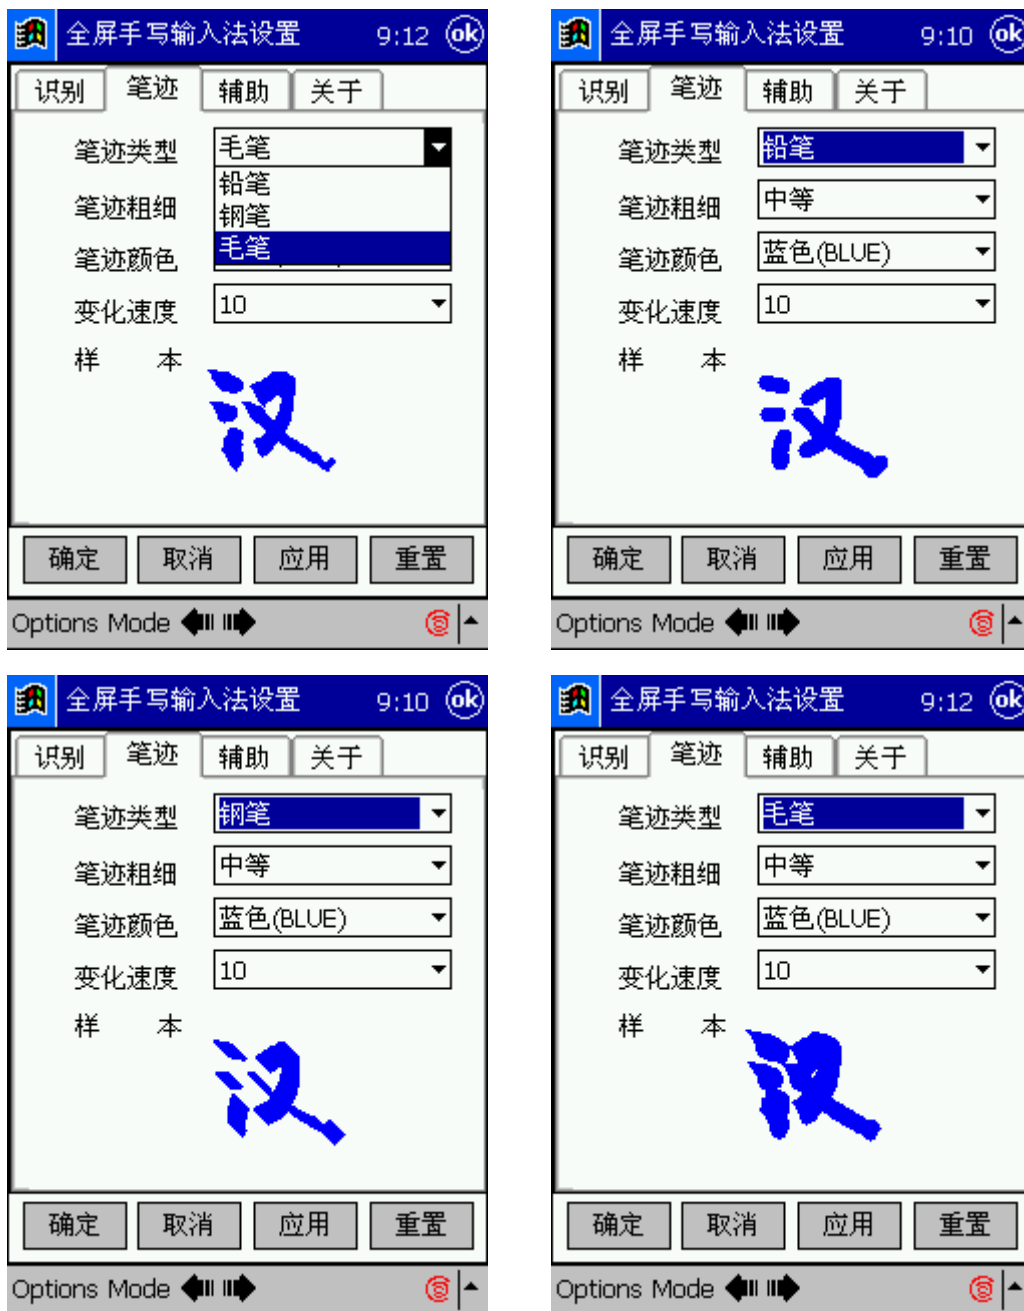 全屏手写输入法设置 9:12 ok
识别 笔迹 辅助 关于
笔迹类型 毛笔
铅笔
笔迹粗细 钢笔
毛笔
笔迹颜色
变化速度 10
样 本
汉
确定 取消 应用 重置
Options Mode
全屏手写输入法设置 9:10 ok
识别 笔迹 辅助 关于
笔迹类型 铅笔
笔迹粗细 中等
笔迹颜色 蓝色(BLUE)
变化速度 10
样 本
汉
确定 取消 应用 重置
Options Mode
全屏手写输入法设置 9:10 ok
识别 笔迹 辅助 关于
笔迹类型 钢笔
笔迹粗细 中等
笔迹颜色 蓝色(BLUE)
变化速度 10
样 本
汉
确定 取消 应用 重置
Options Mode
全屏手写输入法设置 9:12 ok
识别 笔迹 辅助 关于
笔迹类型 毛笔
笔迹粗细 中等
笔迹颜色 蓝色(BLUE)
变化速度 10
样 本
汉
确定 取消 应用 重置
Options Mode